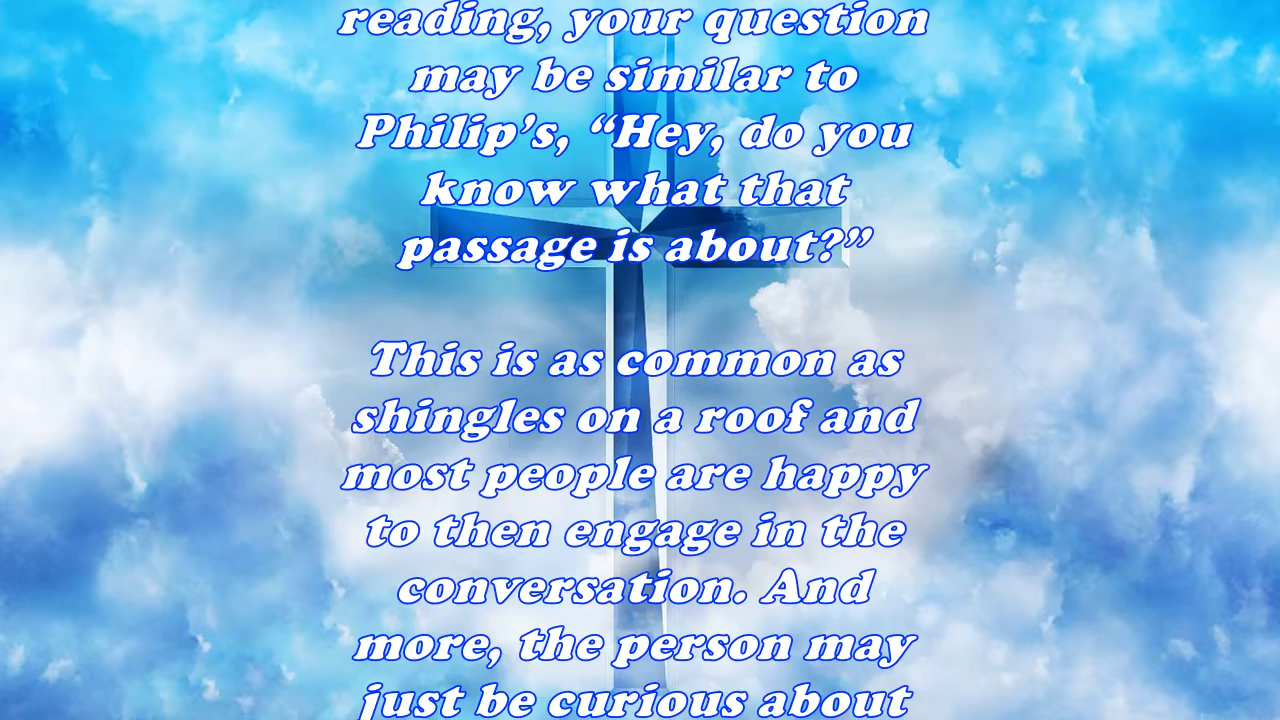 reading, your question
may be similar to
Philip’s, “Hey, do you
know what that
passage is about?”
This is as common as
shingles on a roof and
most people are happy
to then engage in the
conversation. And
more, the person may
just be curious about